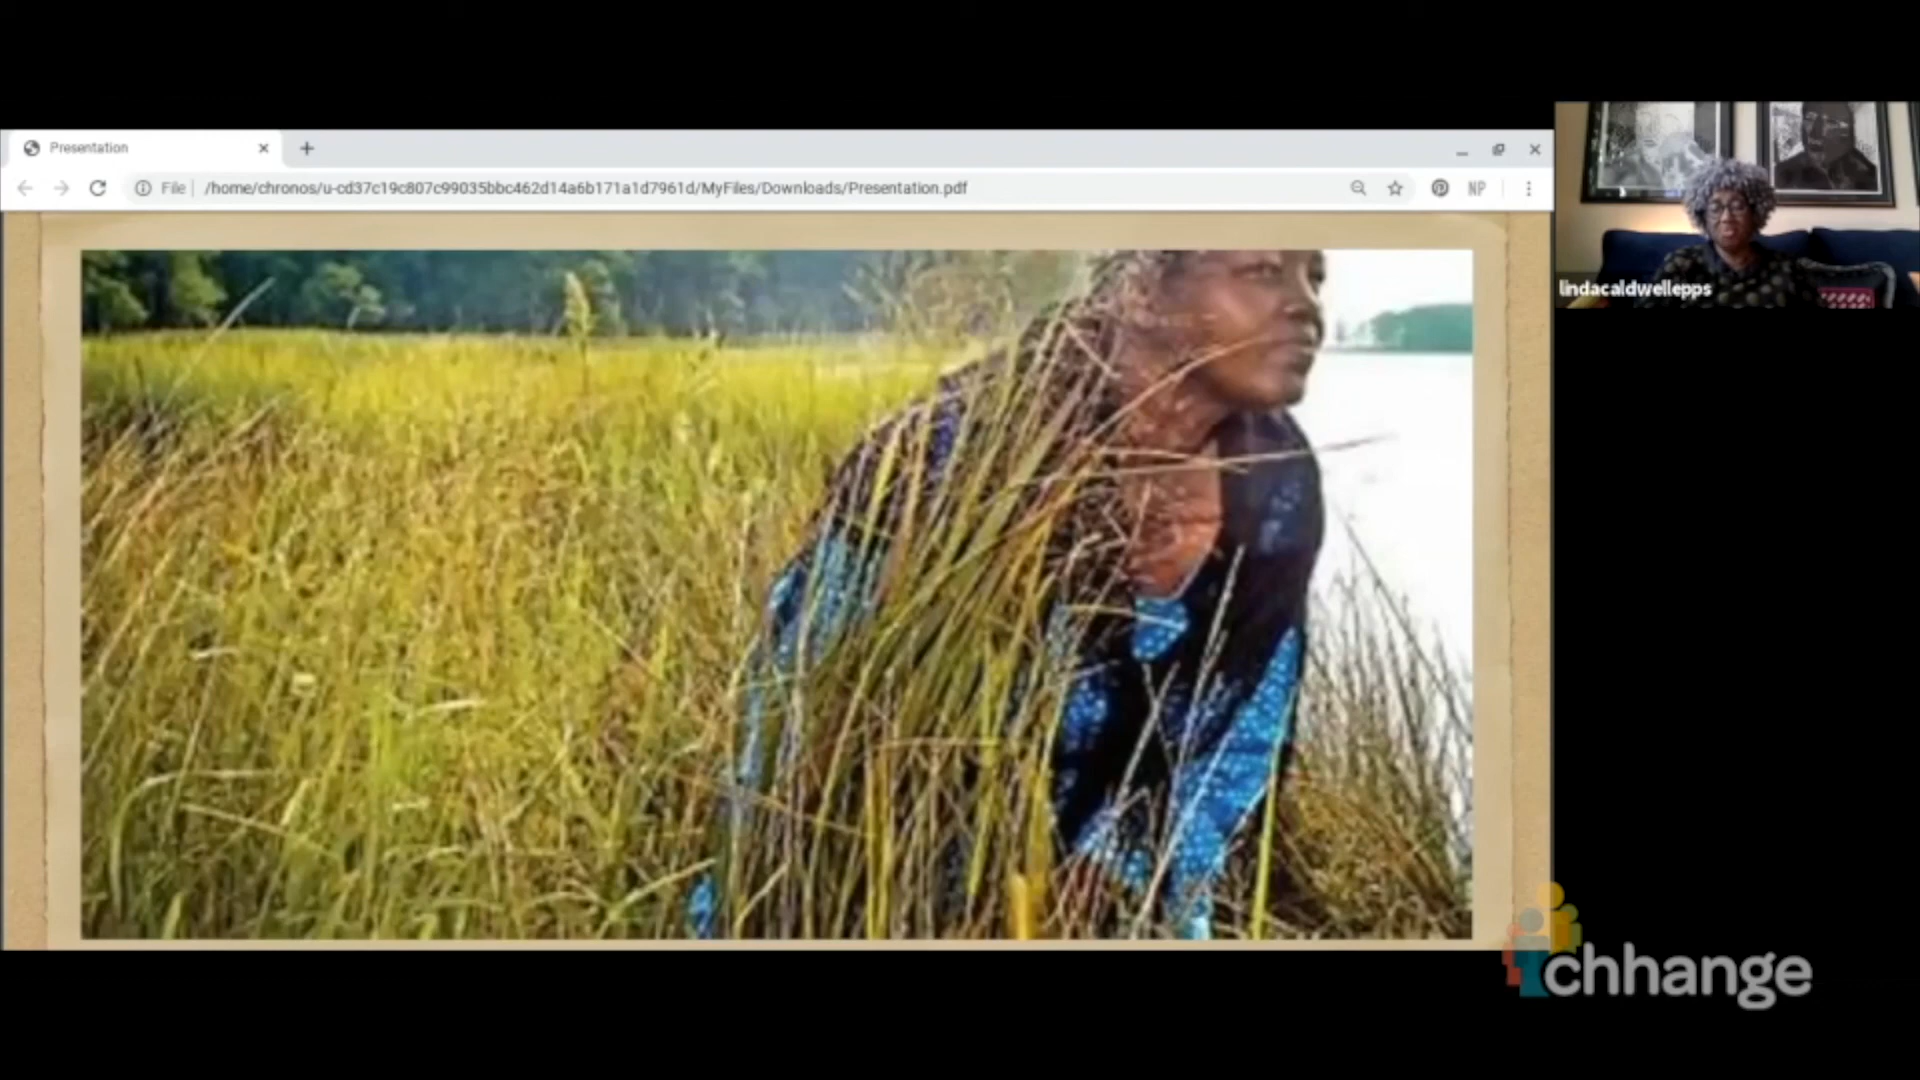 Presentation
File
/home/chronos/u-cd37c19c807c99035bbc462d14a6b171a1d7961d/MyFiles/Downloads/Presentation.pdf
NP
lindacaldwellepps
chhange